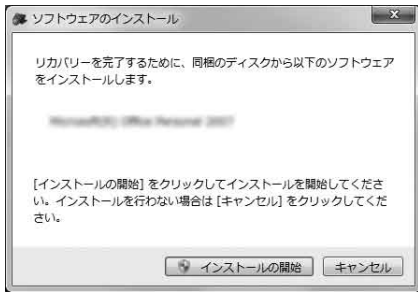 ソフトウェアのインストール
リカバリーを完了するために、同梱のディスクから以下のソフトウェア
をインストールします。
Microsoft(R) Office Personal 2007
[インストールの開始] をクリックしてインストールを開始してくださ
い。インストールを行わない場合は [キャンセル] をクリックしてくだ
さい。
インストールの開始
キャンセル